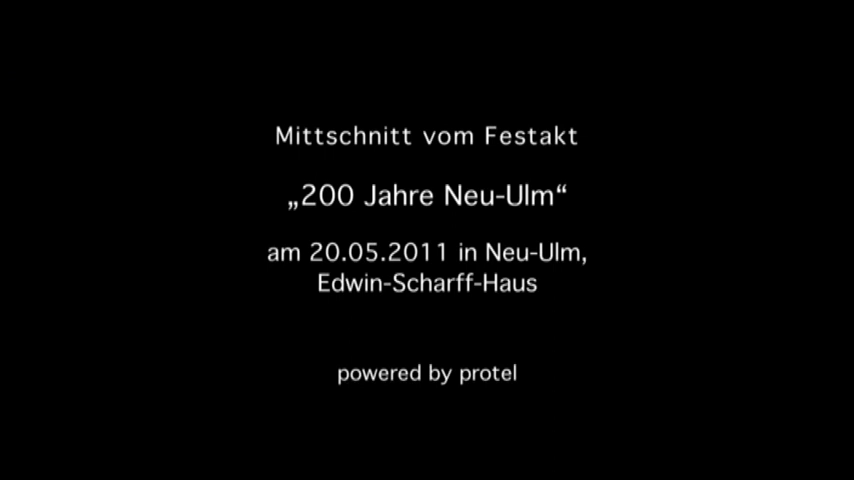 Mittschnitt vom Festakt
„200 Jahre Neu-Ulm“
am 20.05.2011 in Neu-Ulm,
Edwin-Scharff-Haus
powered by protel